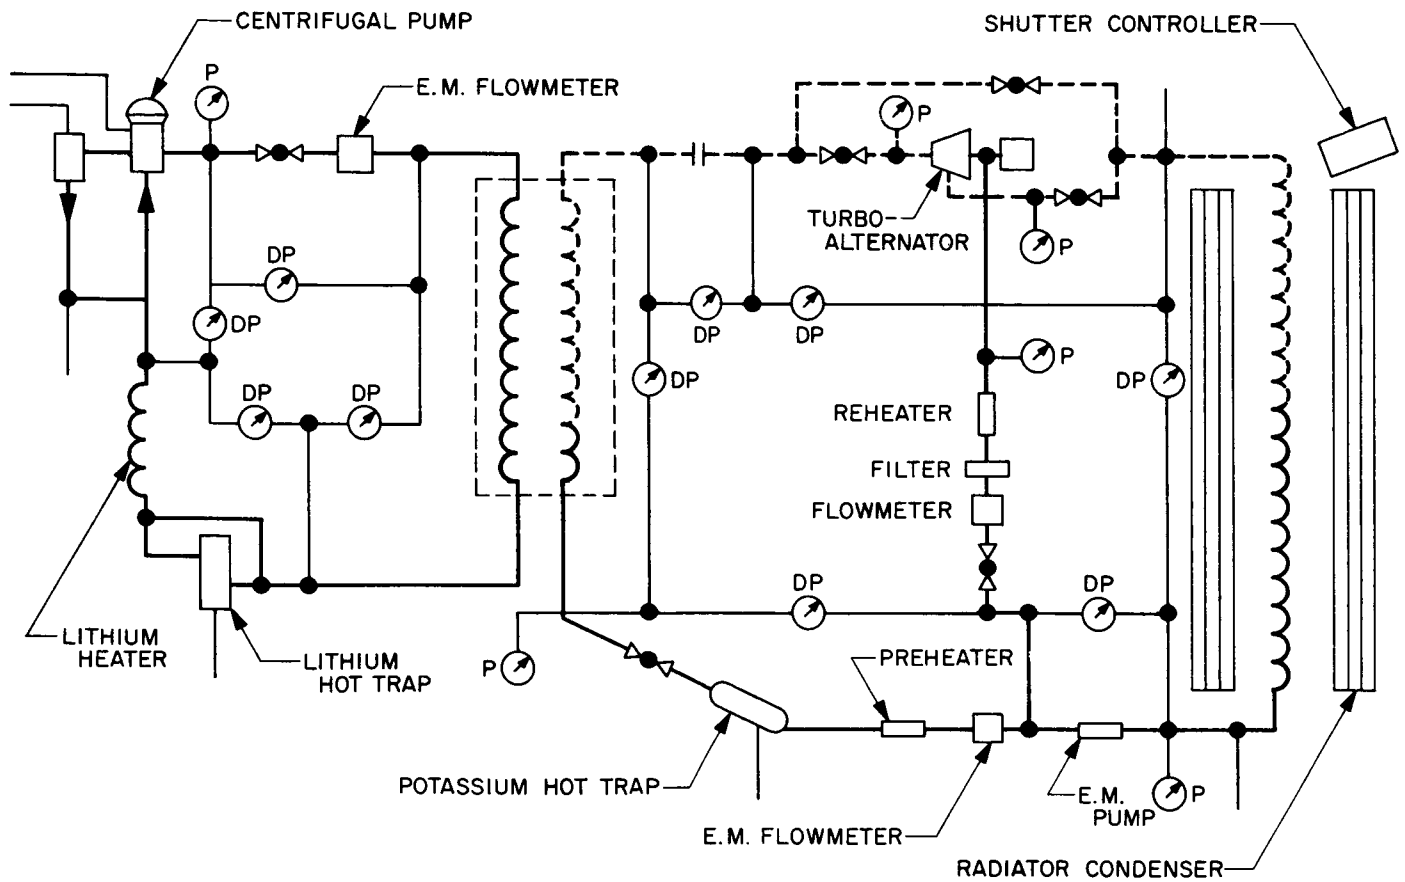 CENTRIFUGAL PUMP
SHUTTER CONTROLLER
P
E.M. FLOWMETER
P
TURBO-
ALTERNATOR
P
DP
DP
DP
DP
P
DP
DP
DP
DP
REHEATER
FILTER
FLOWMETER
DP
DP
LITHIUM
HEATER
LITHIUM
HOT TRAP
P
PREHEATER
POTASSIUM HOT TRAP
E.M.
PUMP
P
E.M. FLOWMETER
RADIATOR CONDENSER